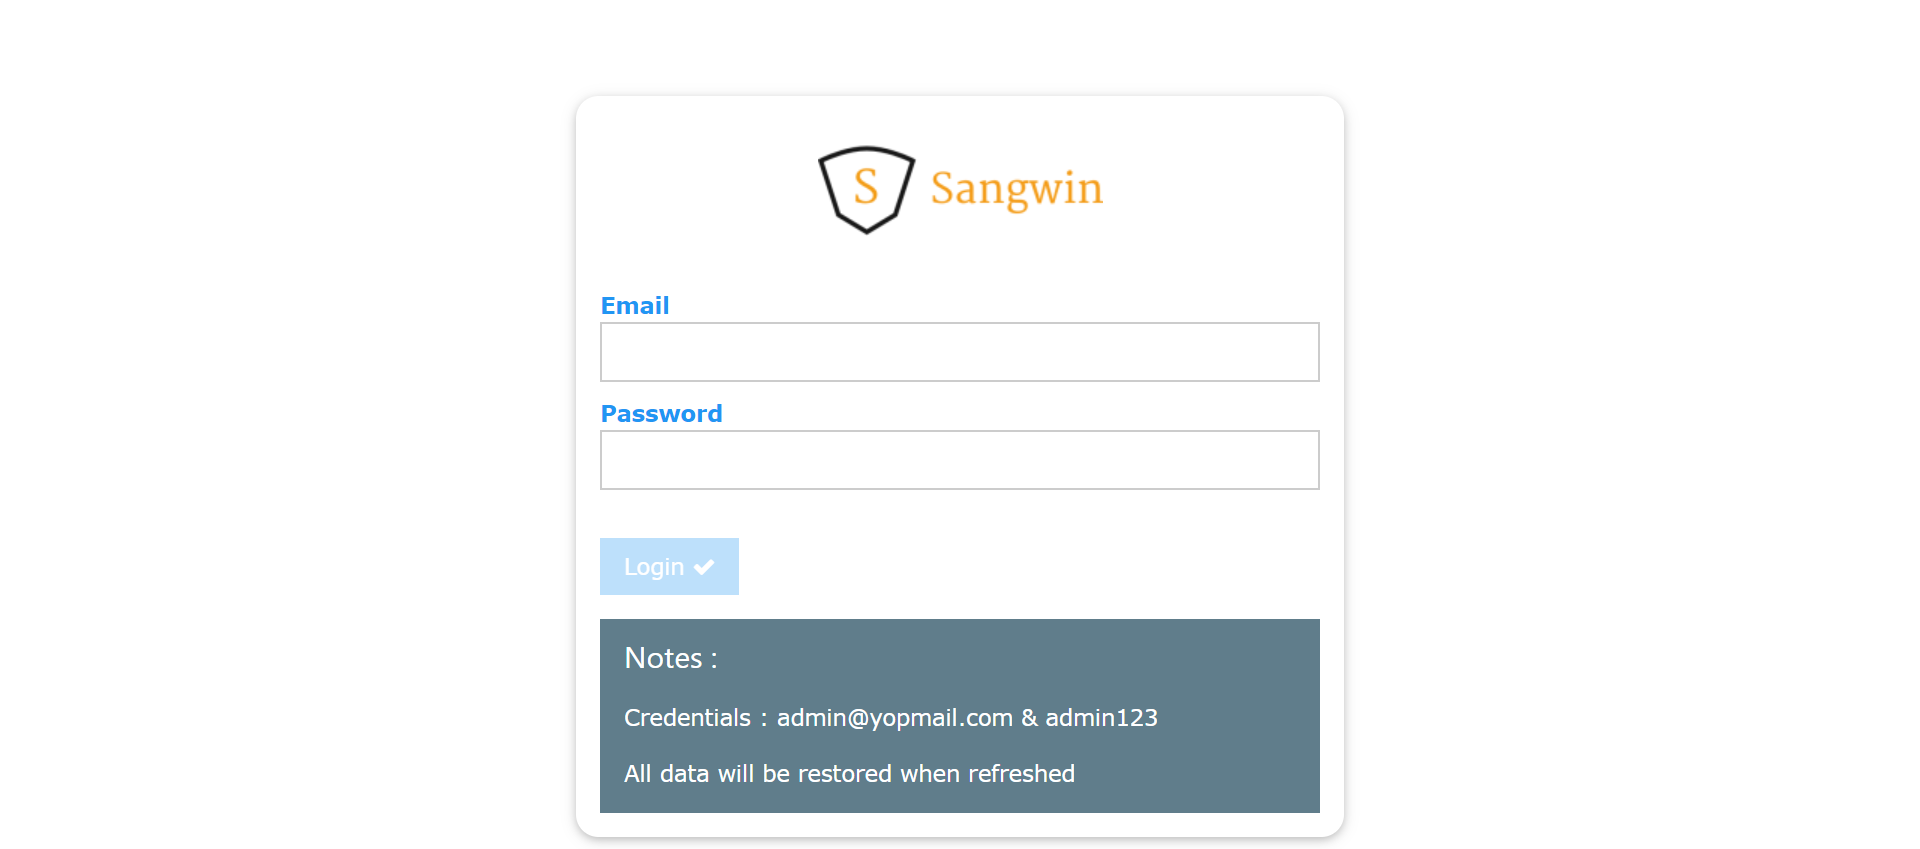 S
Sangwin
Email
Password
Login
Notes :
Credentials : admin@yopmail.com & admin123
All data will be restored when refreshed